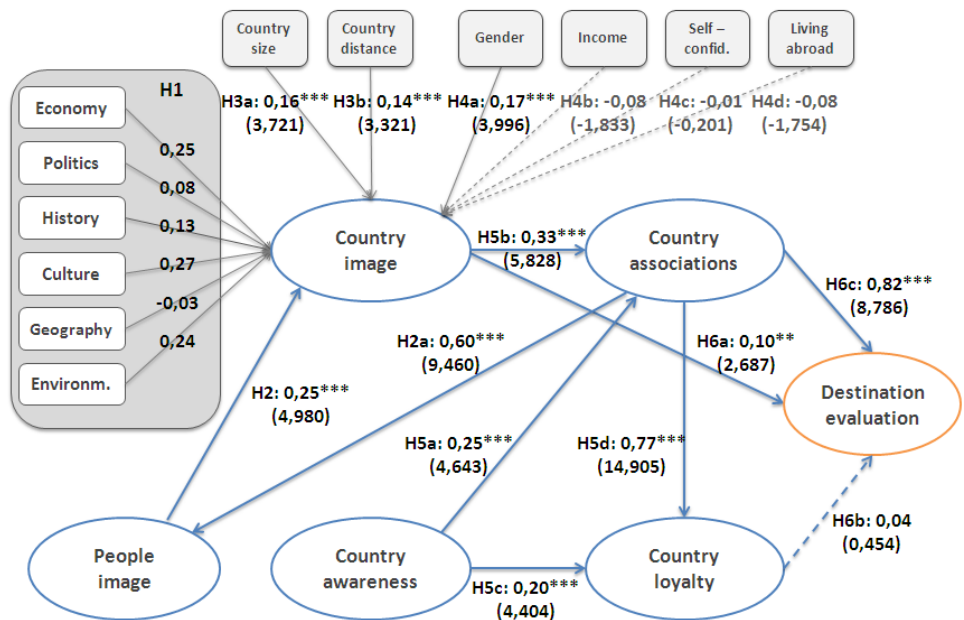 Country
size
Country
distance
Gender
Income
Self –
confid.
Living
abroad
H1
Economy
Politics
History
Culture
Geography
Environm.
0,25
0,08
0,13
0,27
-0,03
0,24
H3a: 0,16***
(3,721)
H3b: 0,14***
(3,321)
H4a: 0,17***
(3,996)
H4b: -0,08
(-1,833)
H4c: -0,01
(-0,201)
H4d: -0,08
(-1,754)
Country
image
H5b: 0,33***
(5,828)
Country
associations
H6c: 0,82***
(8,786)
H2a: 0,60***
(9,460)
H6a: 0,10**
(2,687)
H2: 0,25***
(4,980)
Destination
evaluation
H5a: 0,25***
(4,643)
H5d: 0,77***
(14,905)
H6b: 0,04
(0,454)
People
image
Country
awareness
H5c: 0,20***
(4,404)
Country
loyalty